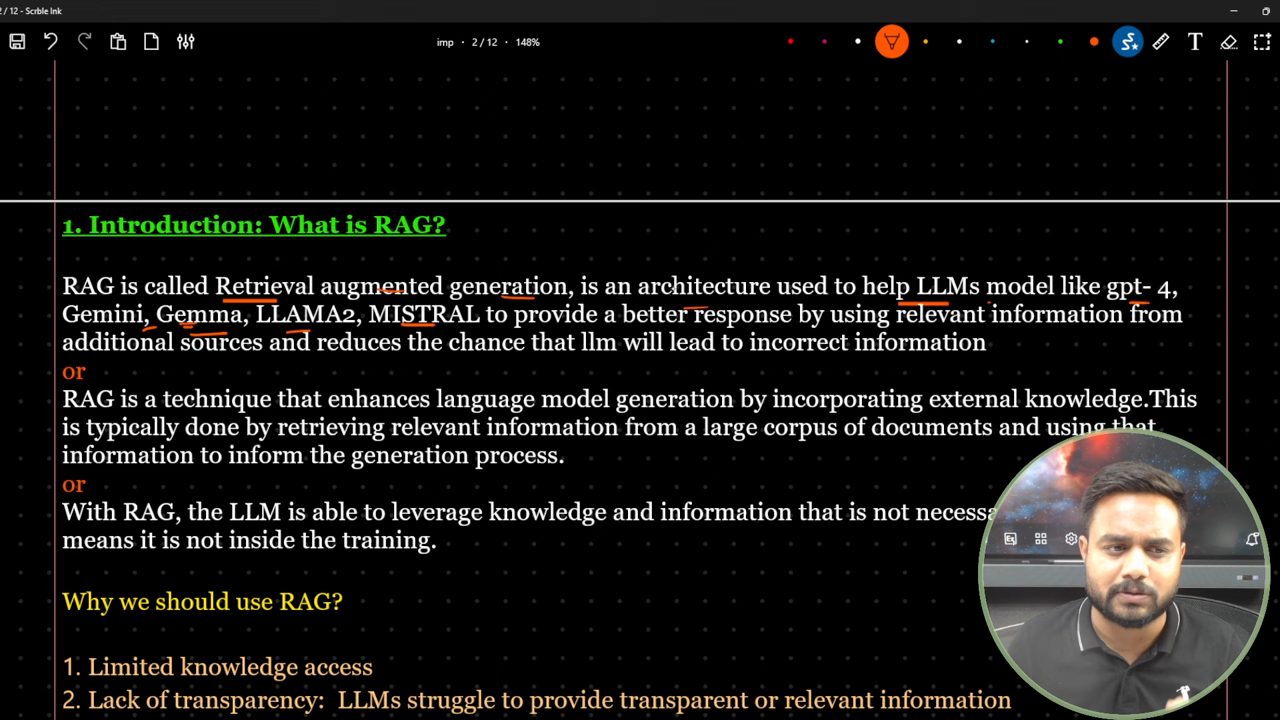 2 / 12 - Scrble Ink
imp • 2 / 12 • 148%
T
1. Introduction: What is RAG?
RAG is called Retrieval augmented generation, is an architecture used to help LLMs model like gpt- 4,
Gemini, Gemma, LLAMA2, MISTRAL to provide a better response by using relevant information from
additional sources and reduces the chance that llm will lead to incorrect information
or
RAG is a technique that enhances language model generation by incorporating external knowledge.This
is typically done by retrieving relevant information from a large corpus of documents and using that
information to inform the generation process.
or
With RAG, the LLM is able to leverage knowledge and information that is not
means it is not inside the training.
Why we should use RAG?
1. Limited knowledge access
2. Lack of transparency: LLMs struggle to provide transparent or relevant information